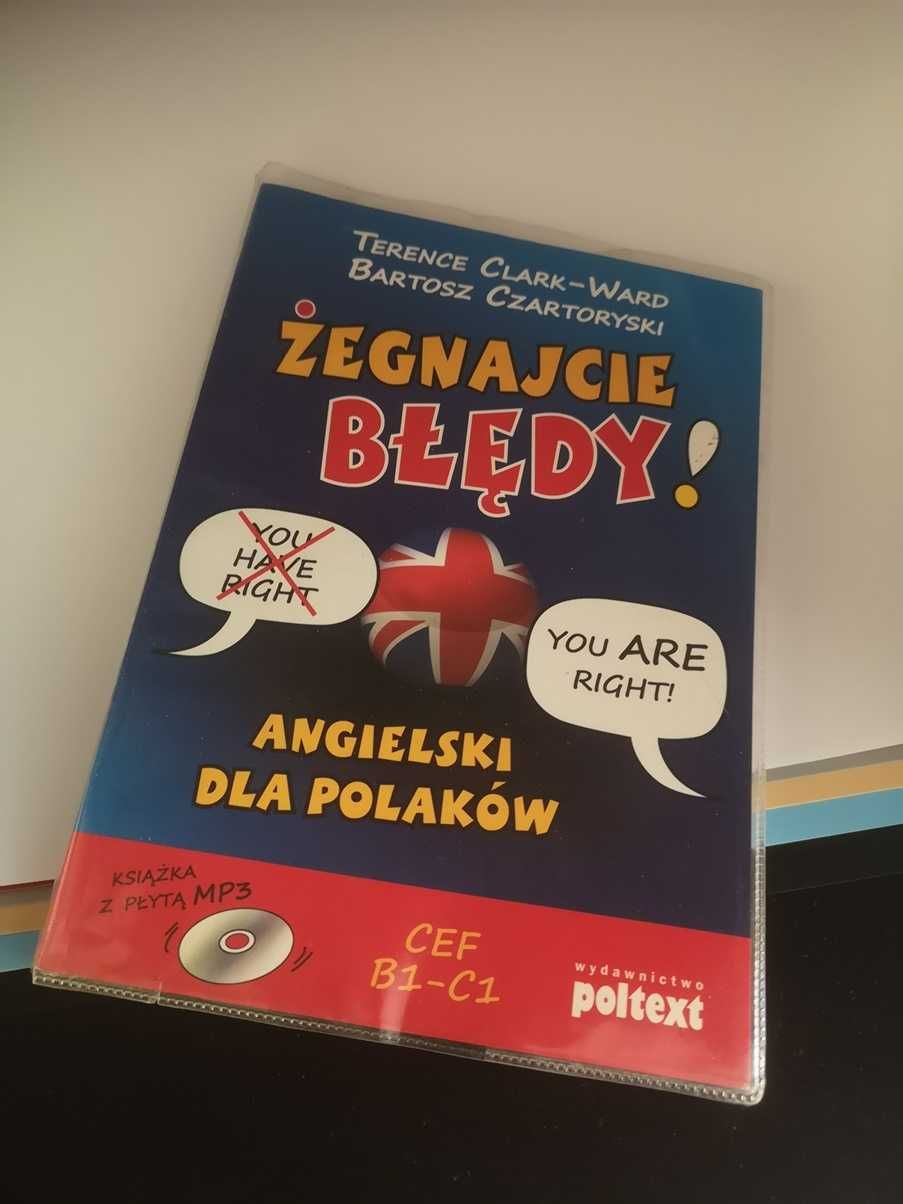 TERENCE CLARK-WARD
BARTOSZ CZARTORYSKI
ŻEGNAJCIE
BŁĘDY!
YOU
HAVE
RIGHT
YOU ARE
RIGHT!
ANGIELSKI
DLA POLAKÓW
KSIĄŻKA
Z PŁYTĄ MP3
CEF
B1-C1
wydawnictwo
poltext